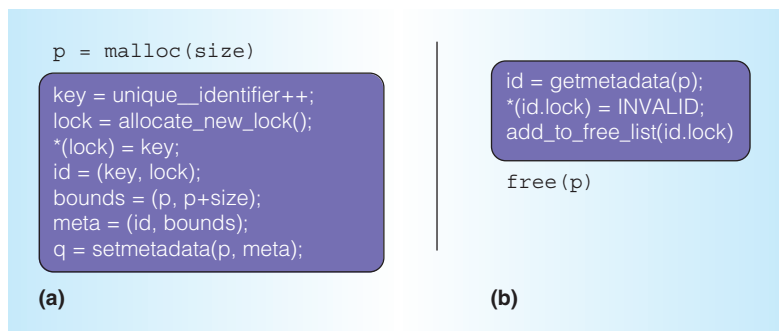 p = malloc(size)
key = unique__identifier++;
lock = allocate_new_lock();
*(lock) = key;
id = (key, lock);
bounds = (p, p+size);
meta = (id, bounds);
q = setmetadata(p, meta);
(a)
id = getmetadata(p);
*(id.lock) = INVALID;
add_to_free_list(id.lock)
free(p)
(b)